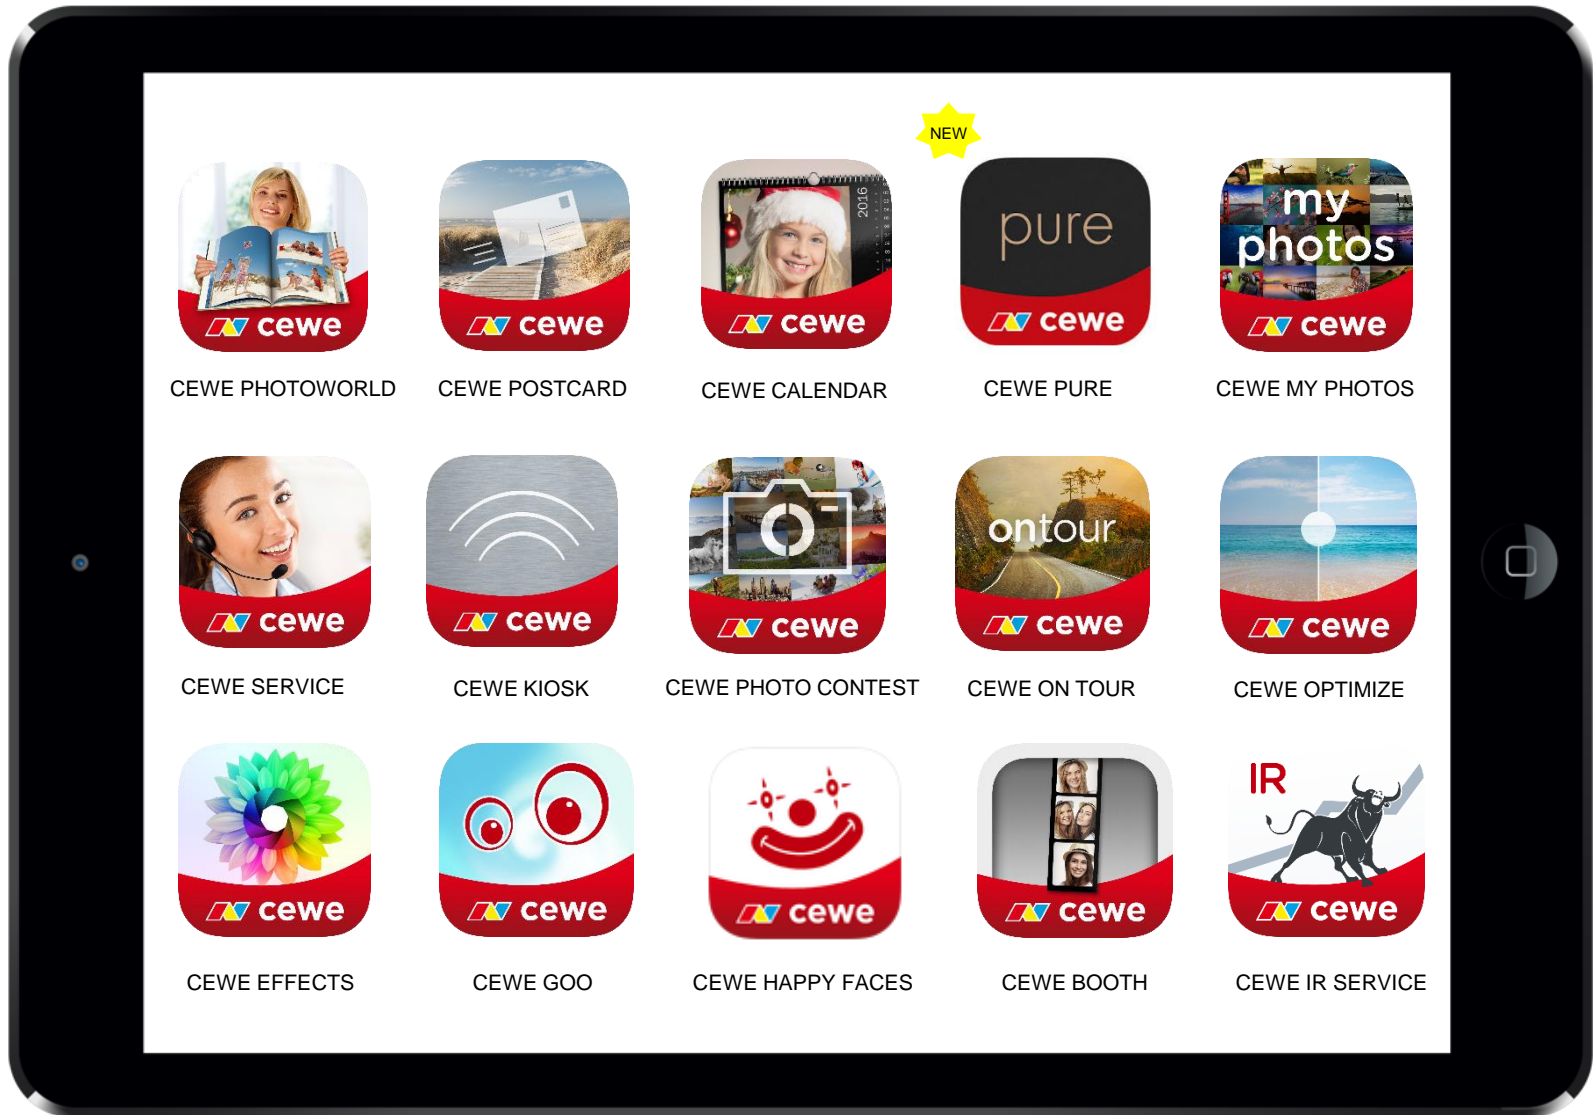 NEW
2016
pure
my
photos
cewe
cewe
cewe
cewe
cewe
CEWE PHOTOWORLD
CEWE POSTCARD
CEWE CALENDAR
CEWE PURE
CEWE MY PHOTOS
ontour
cewe
cewe
cewe
cewe
cewe
CEWE SERVICE
CEWE KIOSK
CEWE PHOTO CONTEST
CEWE ON TOUR
CEWE OPTIMIZE
IR
cewe
cewe
cewe
cewe
cewe
CEWE EFFECTS
CEWE GOO
CEWE HAPPY FACES
CEWE BOOTH
CEWE IR SERVICE